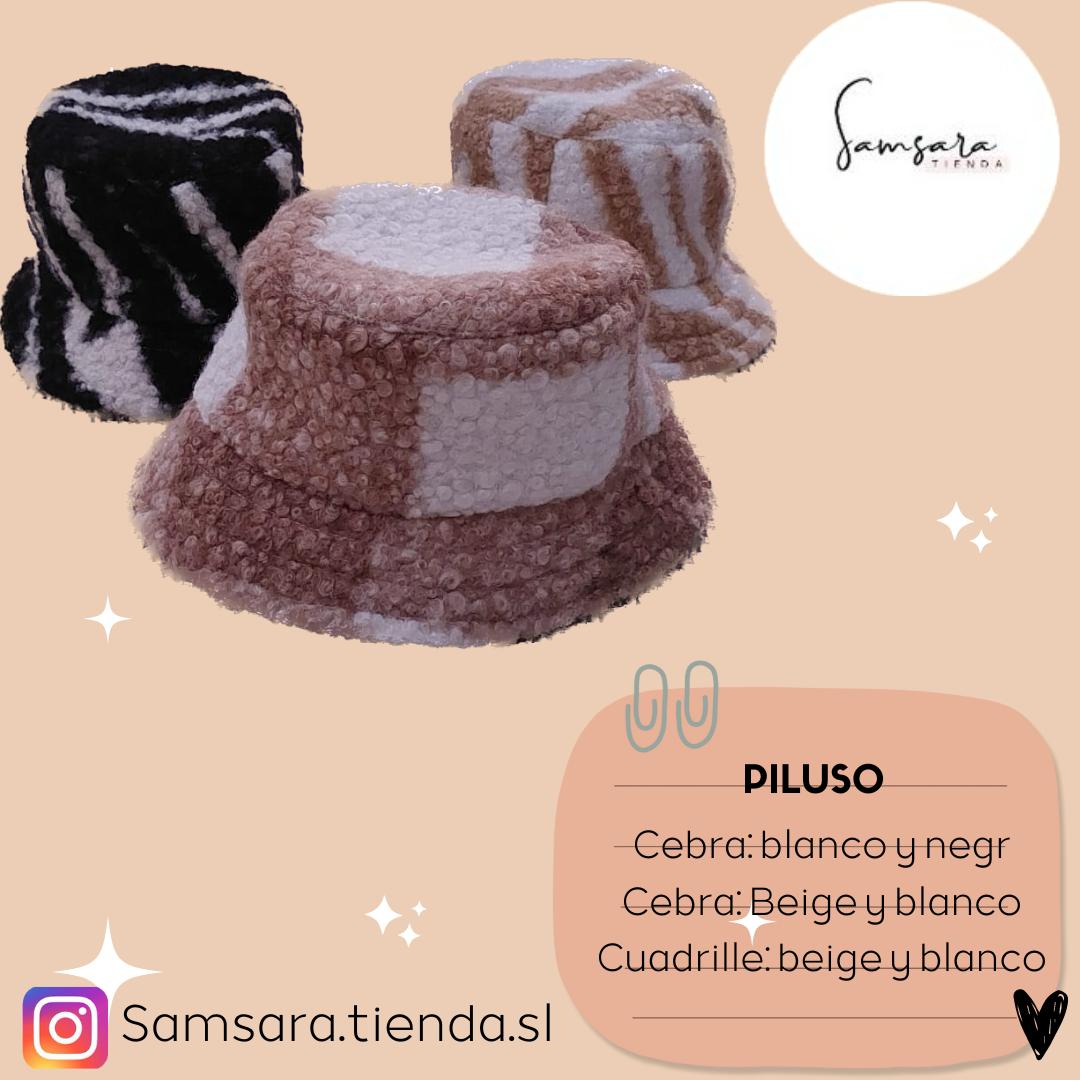 Samsara
TIENDA
PILUSO
Cebra: blanco y negr
Cebra: Beige y blanco
Cuadrille: beige y blanco
Samsara.tienda.sl